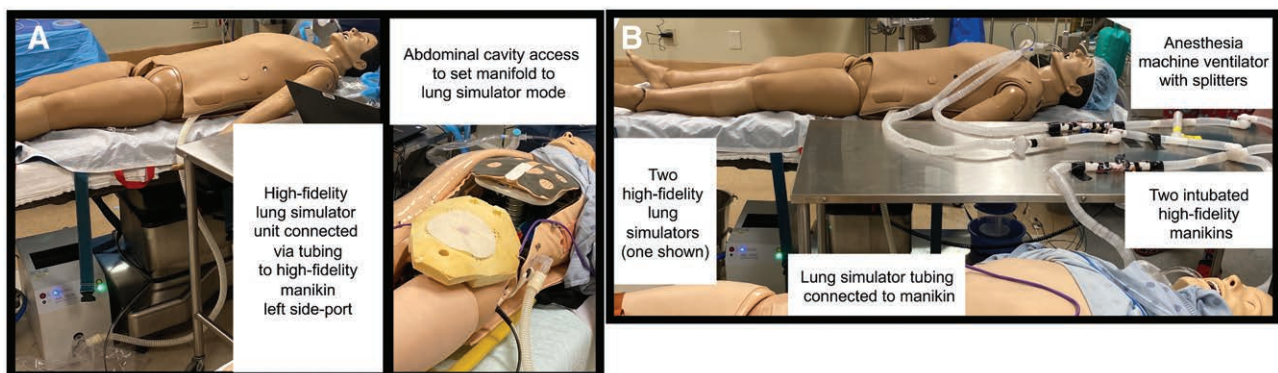 A
Abdominal cavity access
to set manifold to
lung simulator mode
High-fidelity
lung simulator
unit connected
via tubing
to high-fidelity
manikin
left side-port
B
Anesthesia
machine ventilator
with splitters
Two
high-fidelity
lung
simulators
(one shown)
Two intubated
high-fidelity
manikins
Lung simulator tubing
connected to manikin